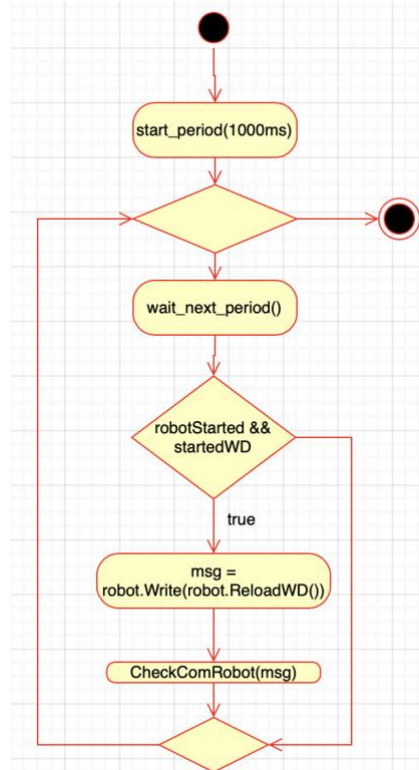 start_period(1000ms)
wait_next_period()
robotStarted &&
startedWD
true
msg =
robot.Write(robot.ReloadWD())
CheckComRobot(msg)